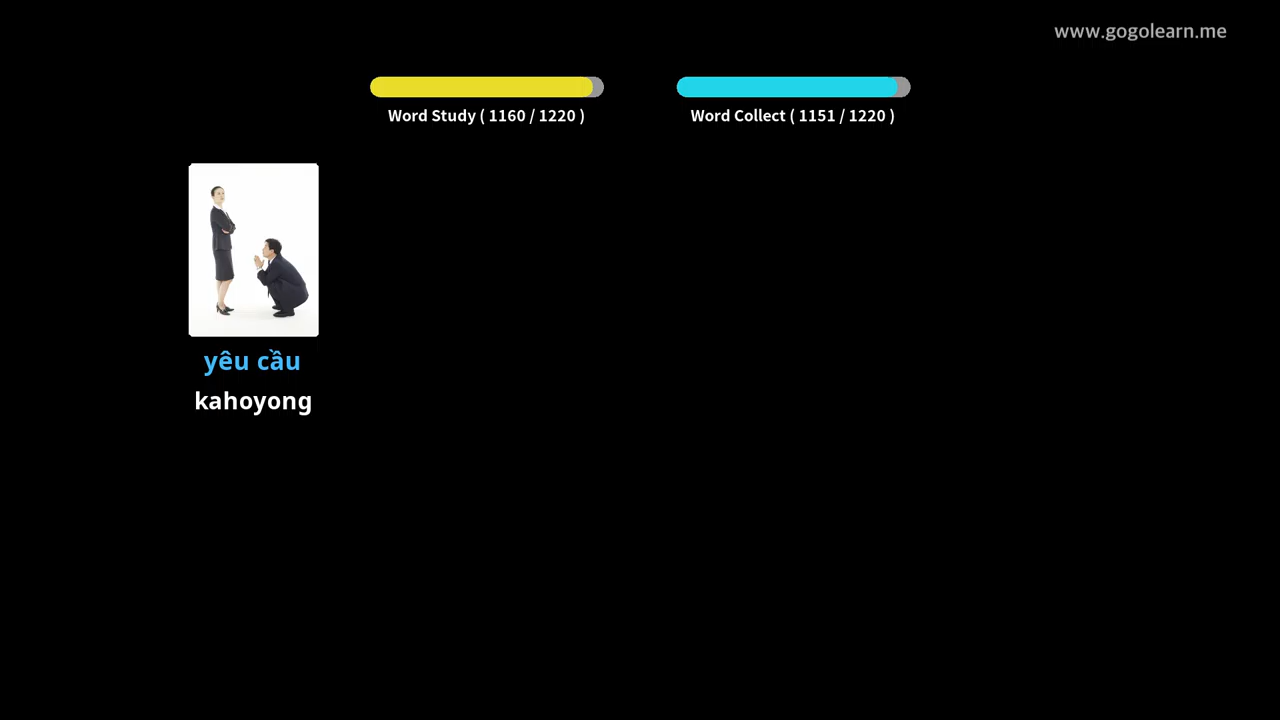 www.gogolearn.me
Word Study ( 1160 / 1220 )
Word Collect ( 1151 / 1220 )
yêu cầu
kahoyong